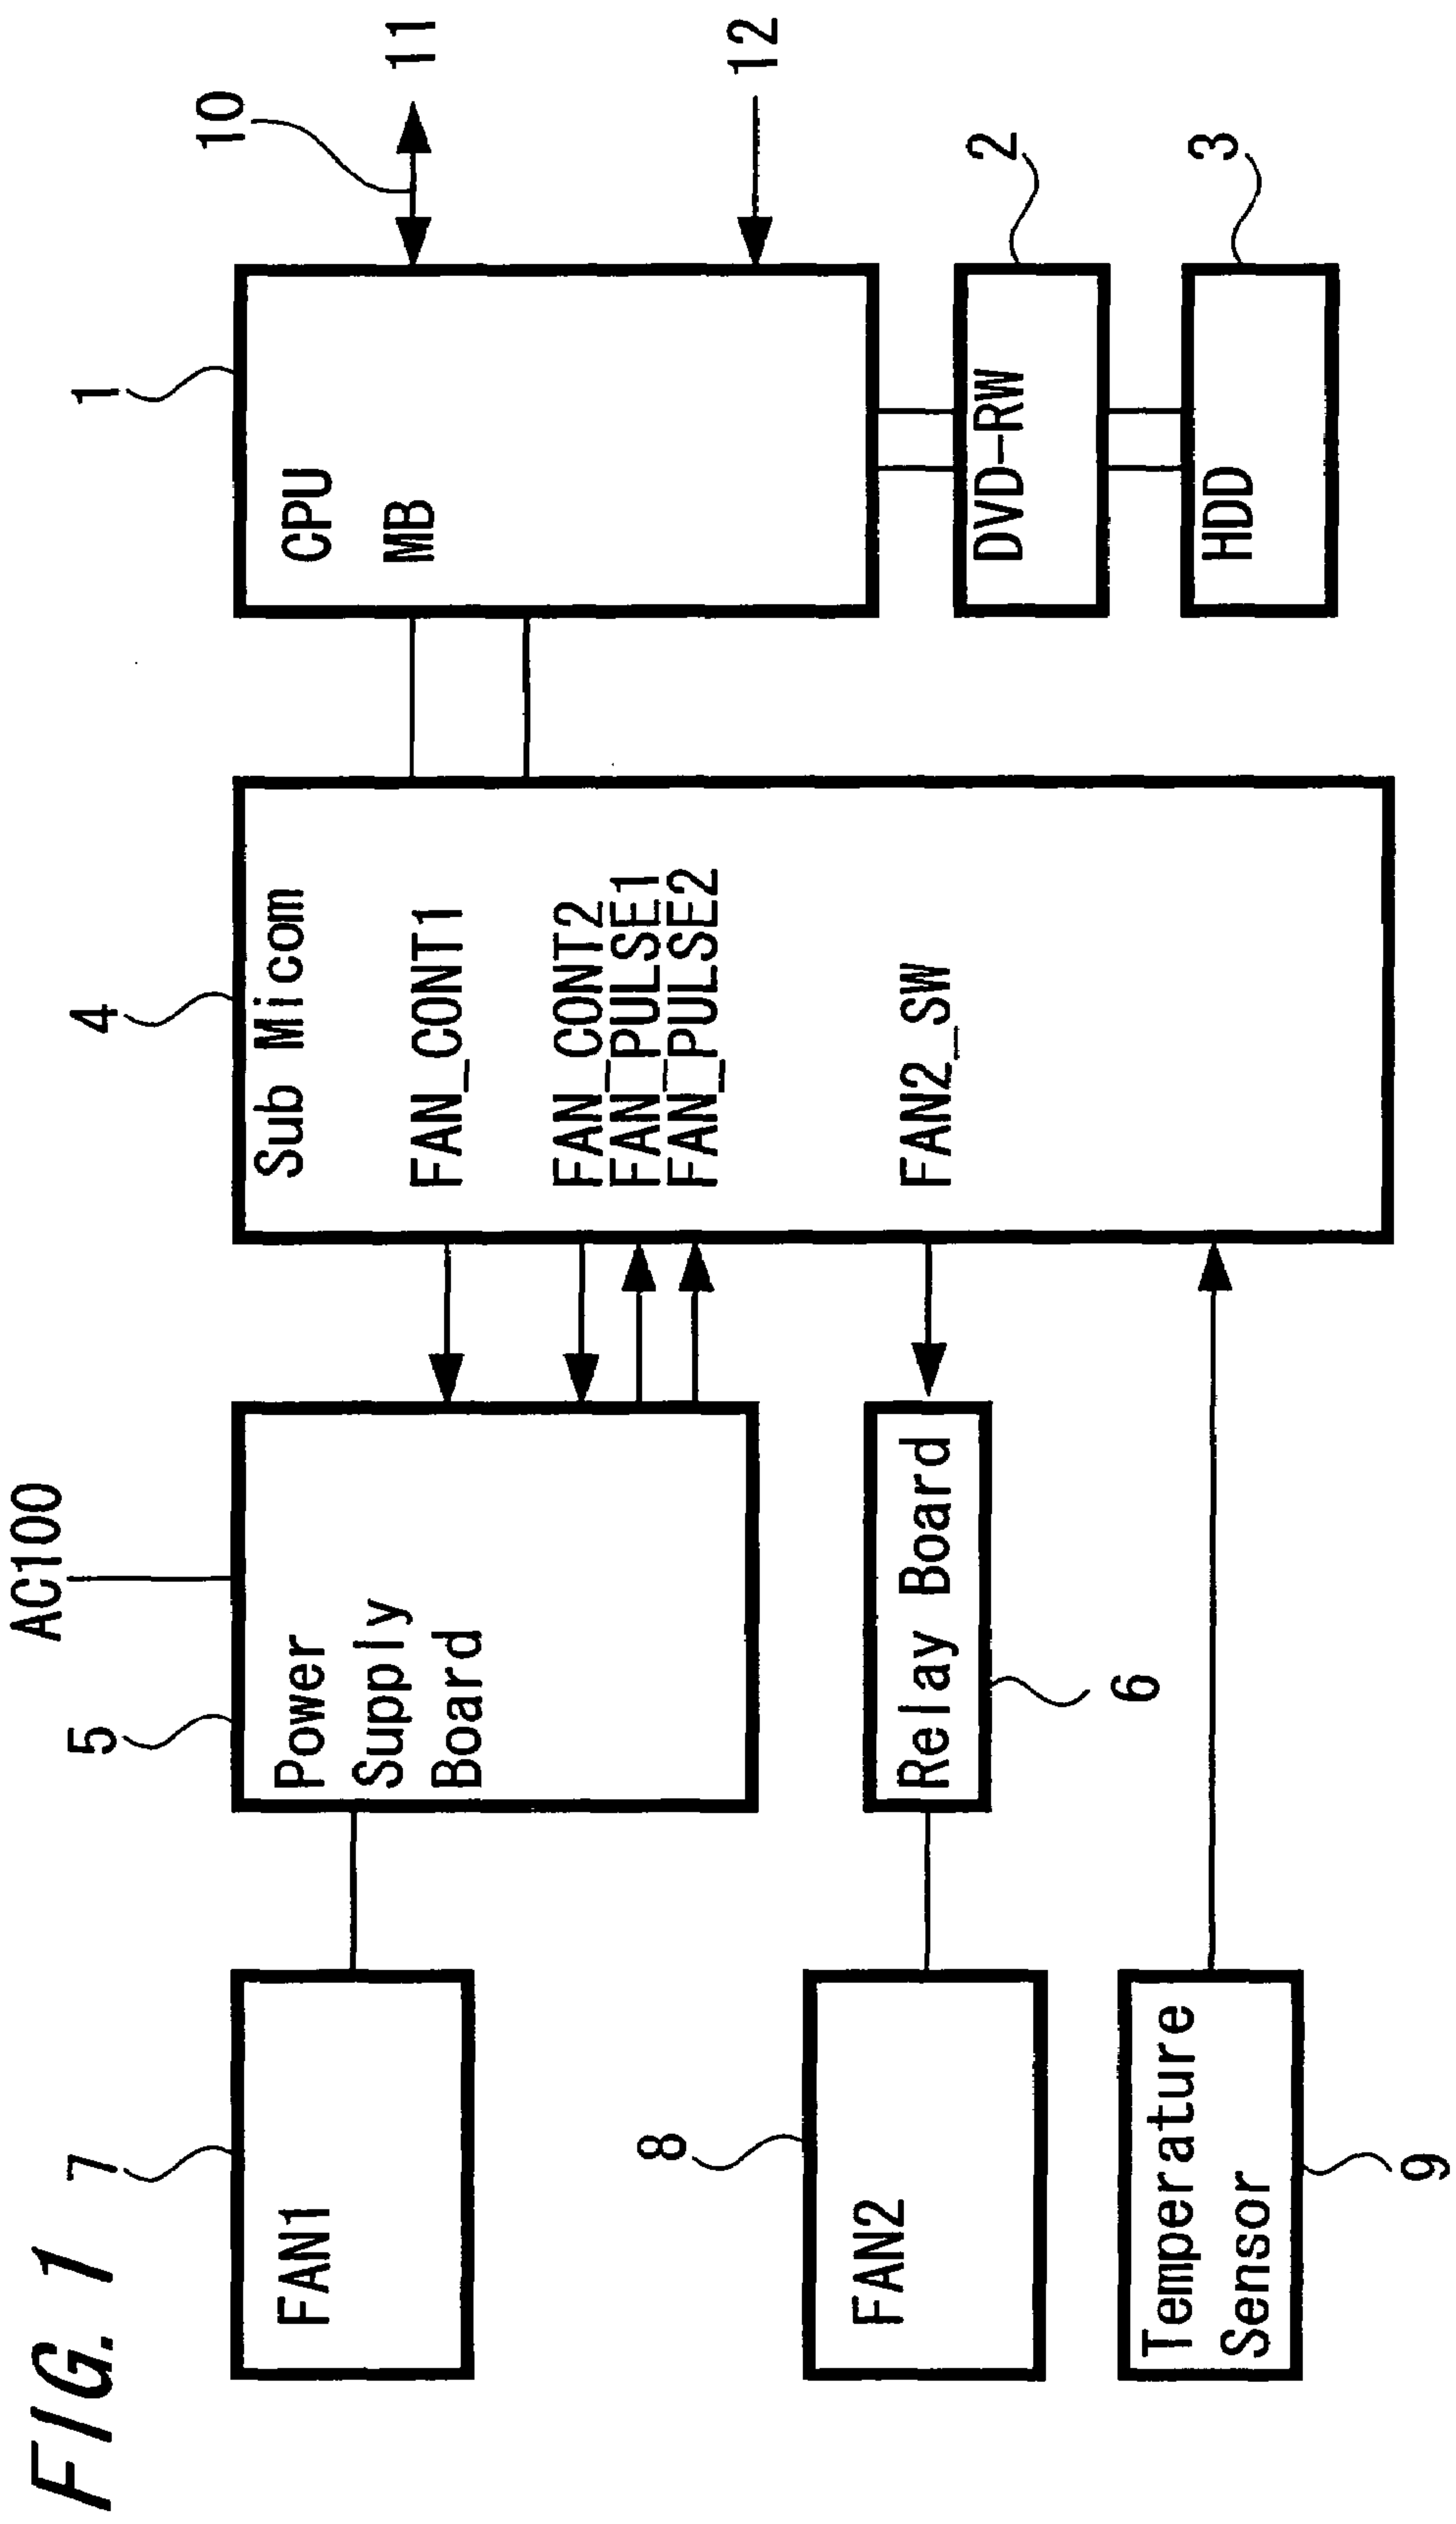 FIG. 1
AC100
7
5
4
1
10
11
FAN1
Power
Supply
Board
Sub Micom
FAN_CONT1
FAN_CONT2
FAN_PULSE1
FAN_PULSE2
FAN2_SW
CPU
MB
12
8
FAN2
Relay Board
6
DVD-RW
2
Temperature
Sensor
9
HDD
3